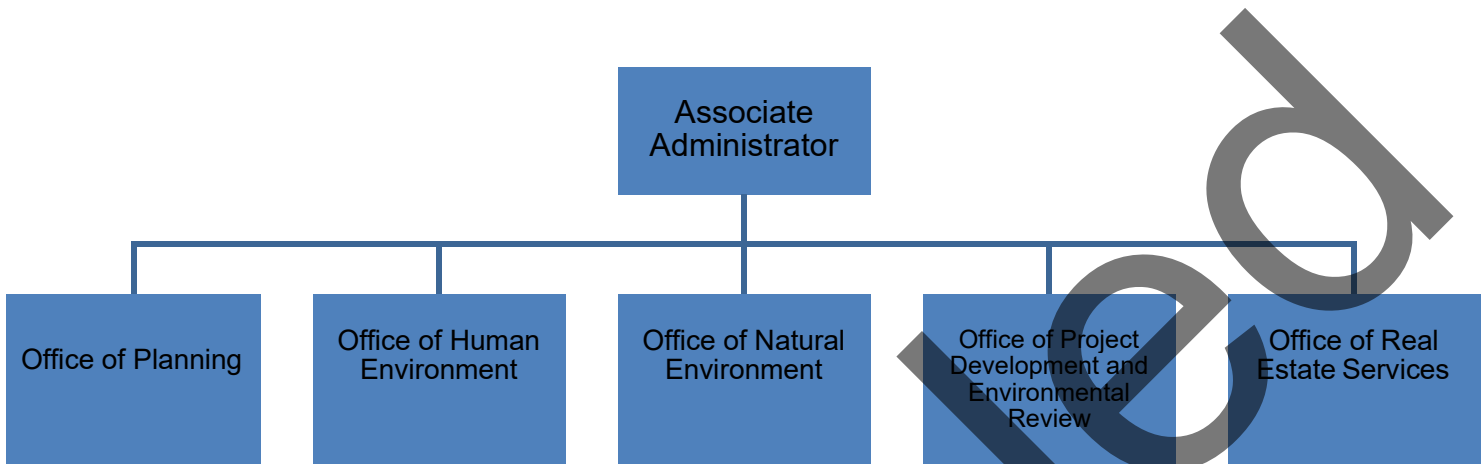 Associate
Administrator
Office of Planning
Office of Human
Environment
Office of Natural
Environment
Office of Project
Development and
Environmental
Review
Office of Real
Estate Services
led